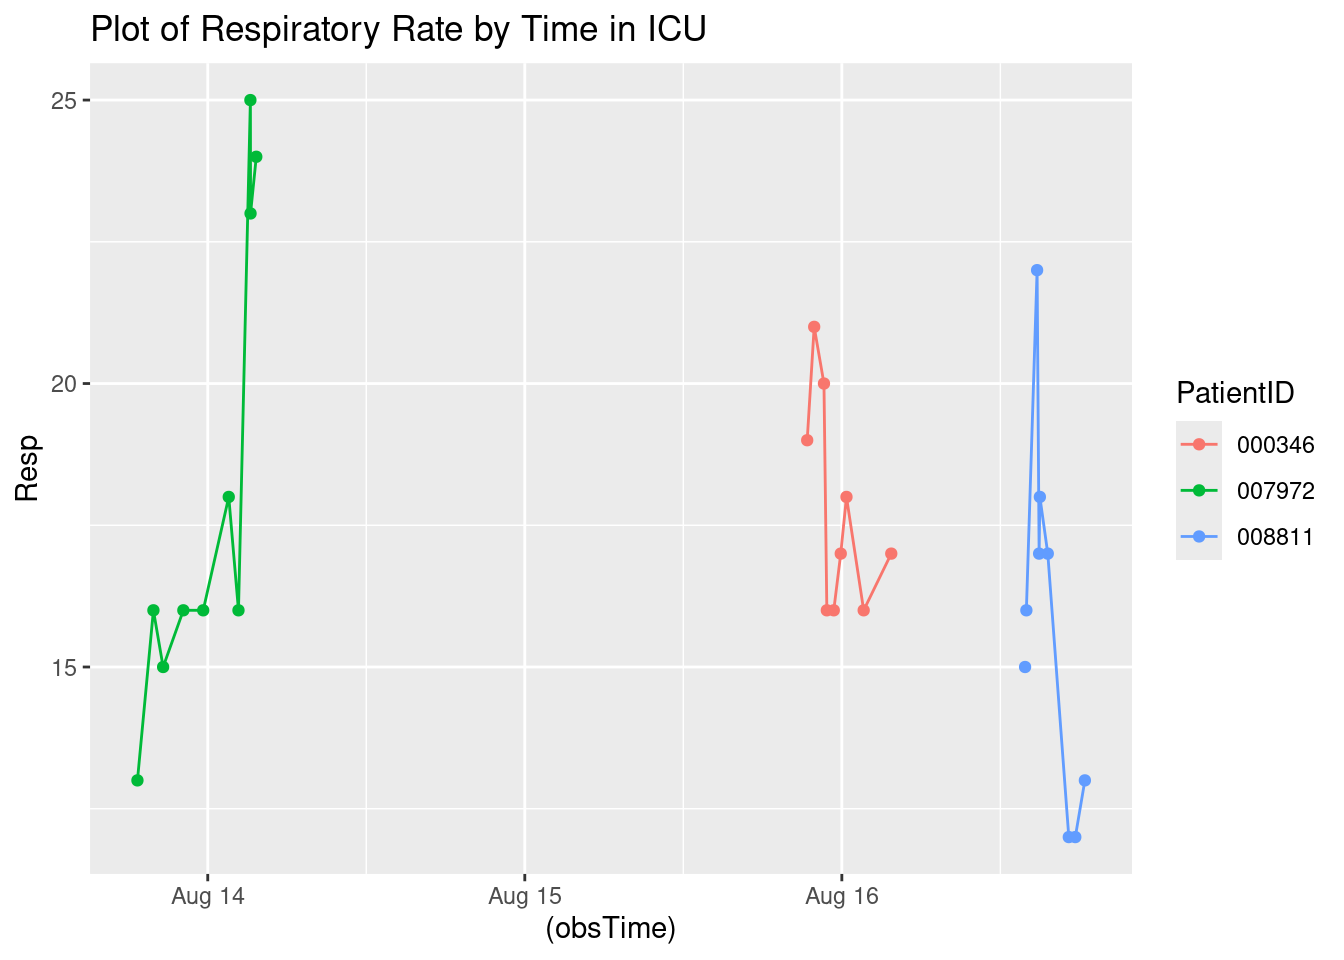 Plot of Respiratory Rate by Time in ICU
25
20
15
Resp
Aug 14
Aug 15
Aug 16
(obsTime)
PatientID
000346
007972
008811